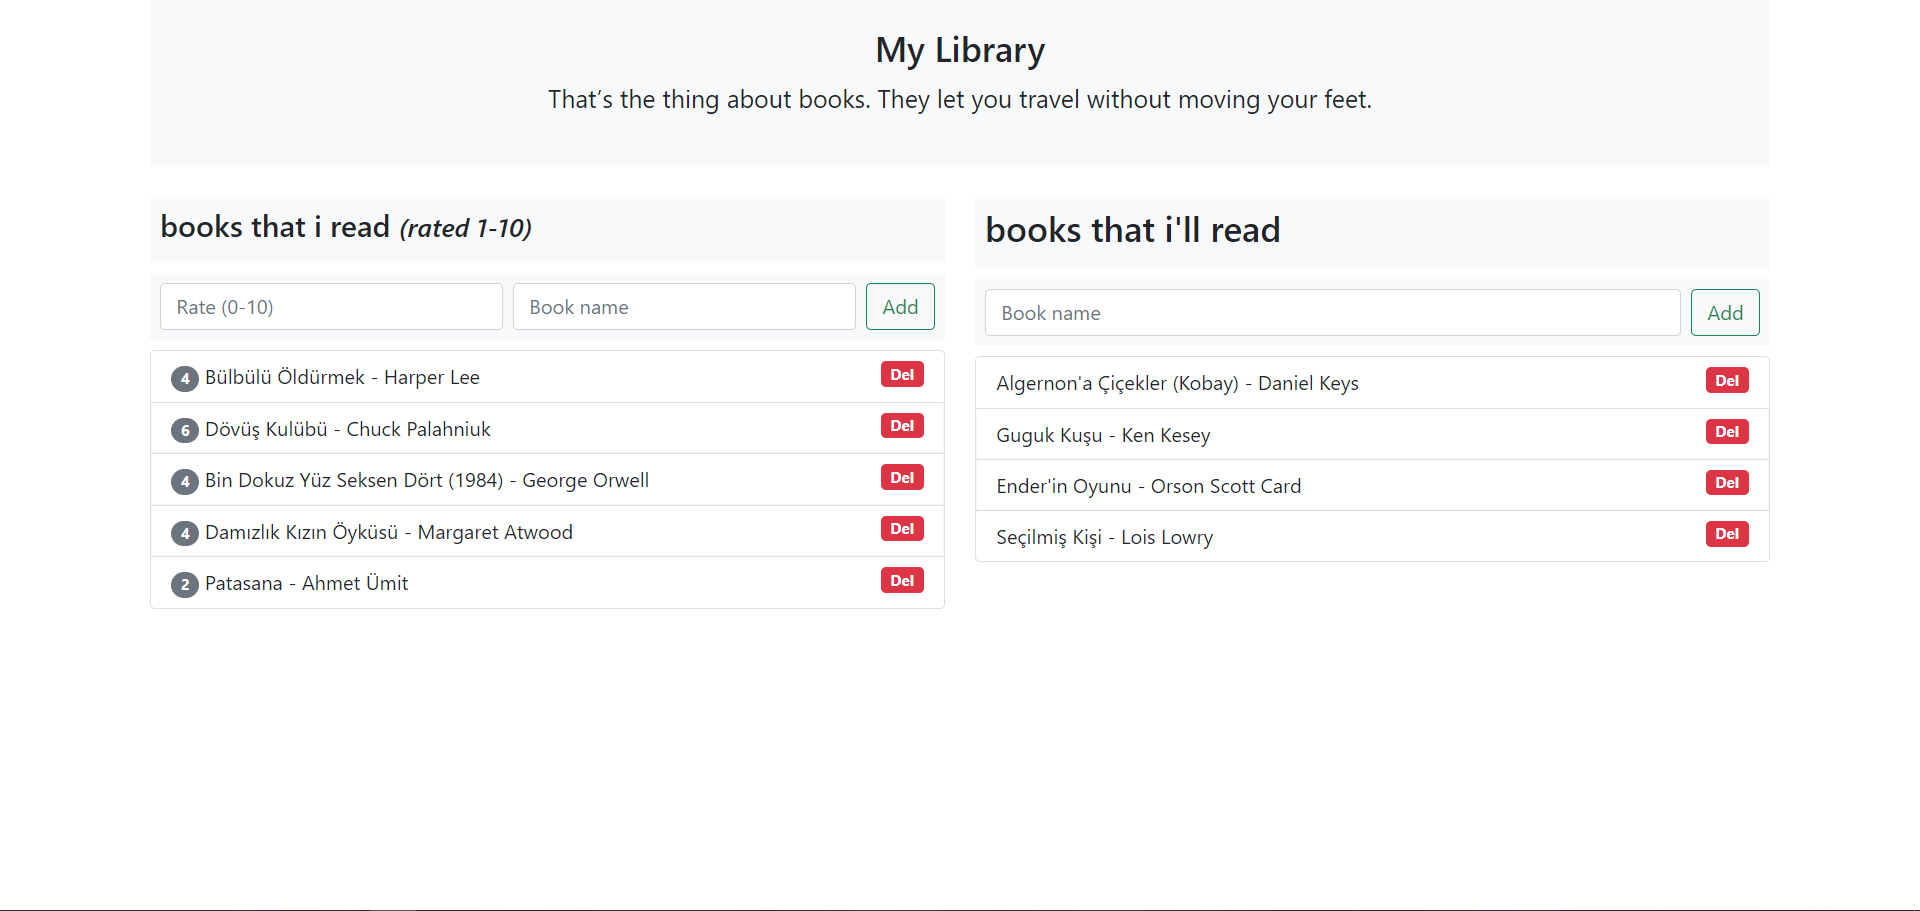 My Library
That’s the thing about books. They let you travel without moving your feet.
books that i read (rated 1-10)
Rate (0-10) Book name Add
4 Bülbülü Öldürmek - Harper Lee Del
6 Dövüş Kulübü - Chuck Palahniuk Del
4 Bin Dokuz Yüz Seksen Dört (1984) - George Orwell Del
4 Damızlık Kızın Öyküsü - Margaret Atwood Del
2 Patasana - Ahmet Ümit Del
books that i'll read
Book name Add
Algernon'a Çiçekler (Kobay) - Daniel Keys Del
Guguk Kuşu - Ken Kesey Del
Ender'in Oyunu - Orson Scott Card Del
Seçilmiş Kişi - Lois Lowry Del